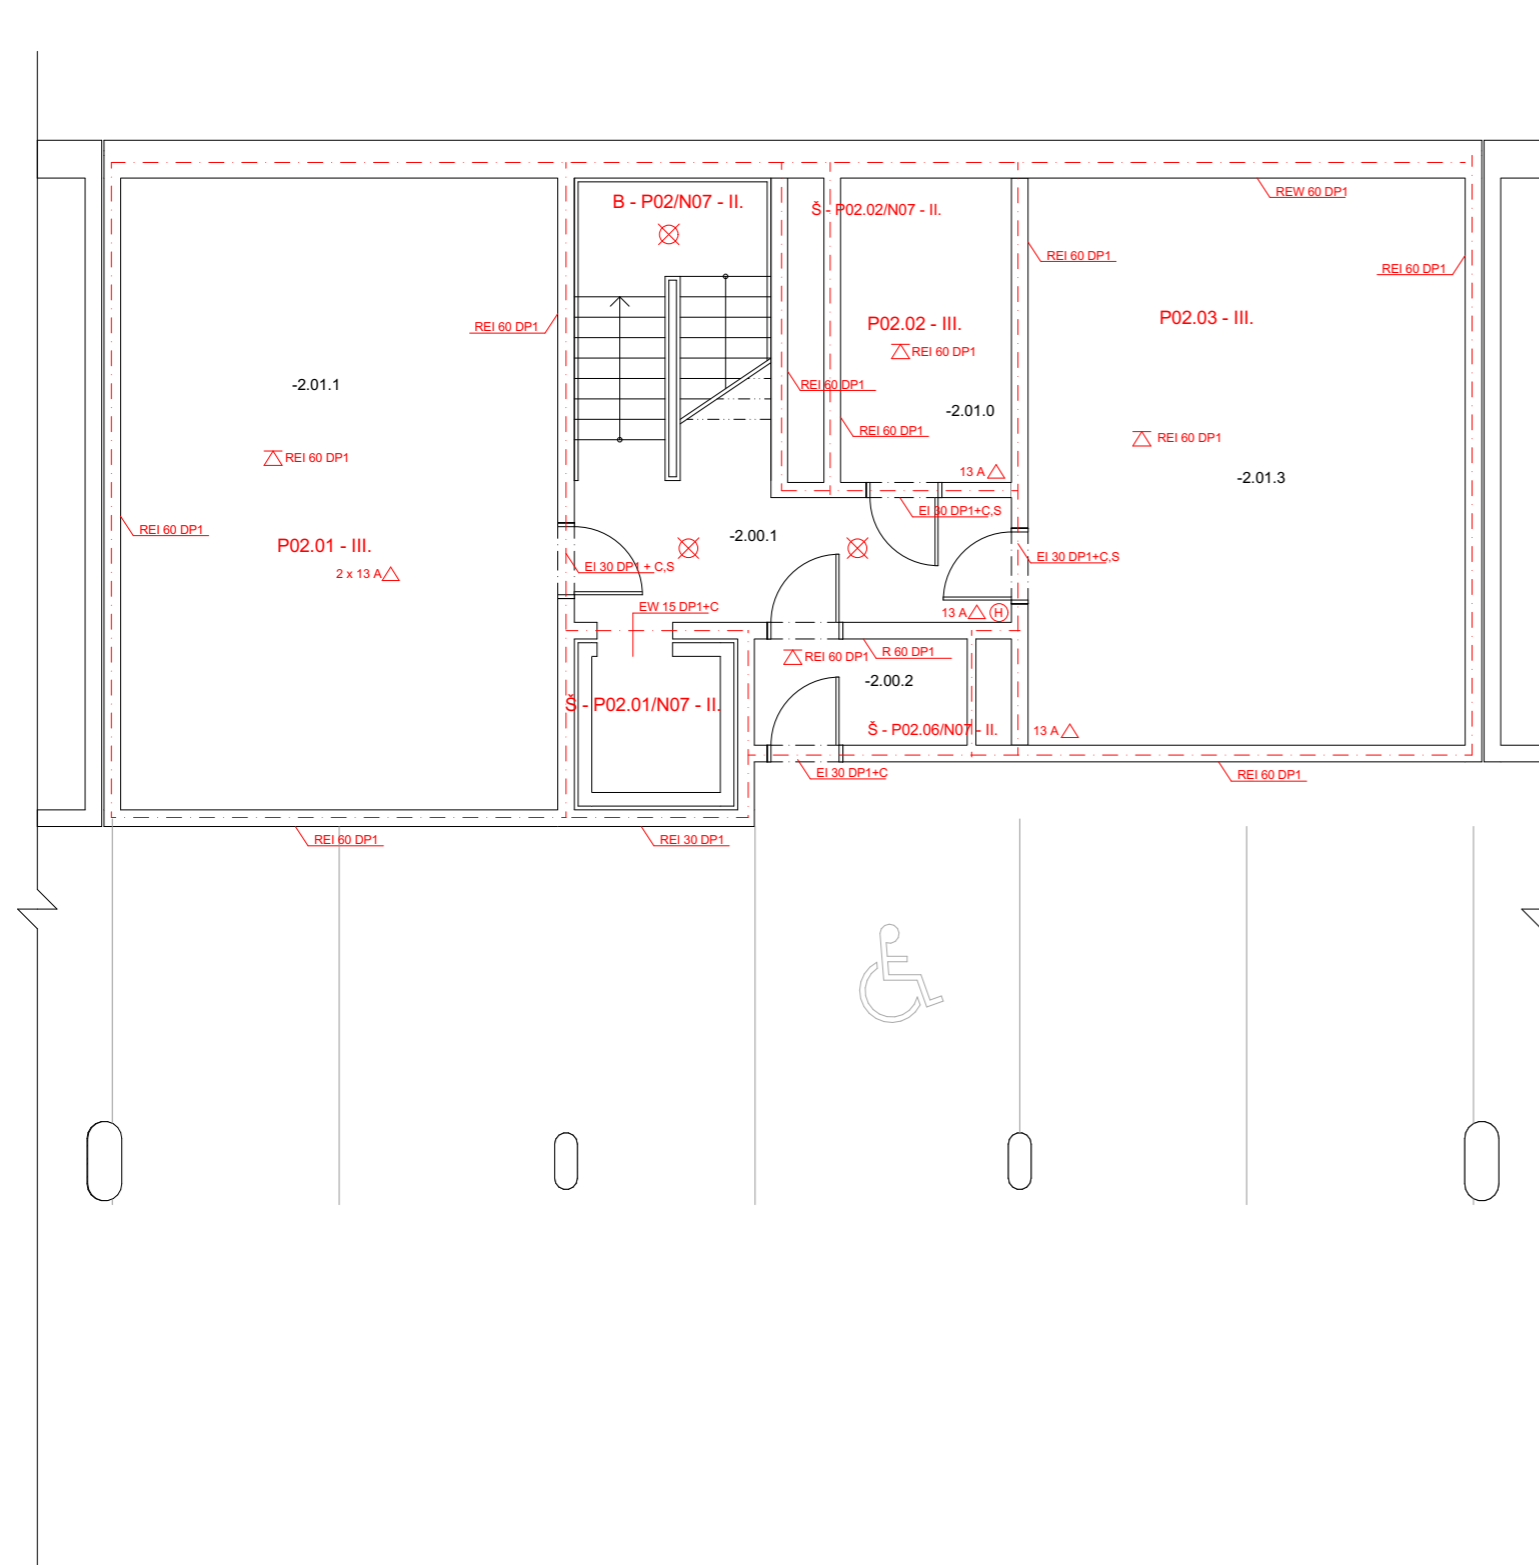 REW 60 DP1
B - P02/N07 - II.
Š - P02.02/N07 - II.
REI 60 DP1
REI 60 DP1
P02.03 - III.
P02.02 - III.
REI 60 DP1
REI 60 DP1
-2.01.1
REI 60 DP1
-2.01.0
REI 60 DP1
REI 60 DP1
REI 60 DP1
13 A
-2.01.3
EI 30 DP1+C,S
REI 60 DP1
-2.00.1
P02.01 - III.
EI 30 DP1+C,S
EI 30 DP1 + C,S
2 x 13 A
EW 15 DP1+C
13 A
H
R 60 DP1
REI 60 DP1
-2.00.2
Š - P02.01/N07 - II.
Š - P02.06/N07 - II.
13 A
EI 30 DP1+C
REI 60 DP1
REI 60 DP1
REI 30 DP1